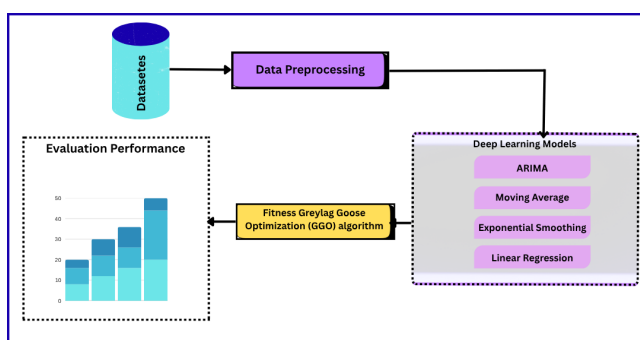 Datasetes
Data Preprocessing
Deep Learning Models
ARIMA
Moving Average
Exponential Smoothing
Linear Regression
Fitness Greylag Goose
Optimization (GGO) algorithm
Evaluation Performance
50
40
30
20
10
0